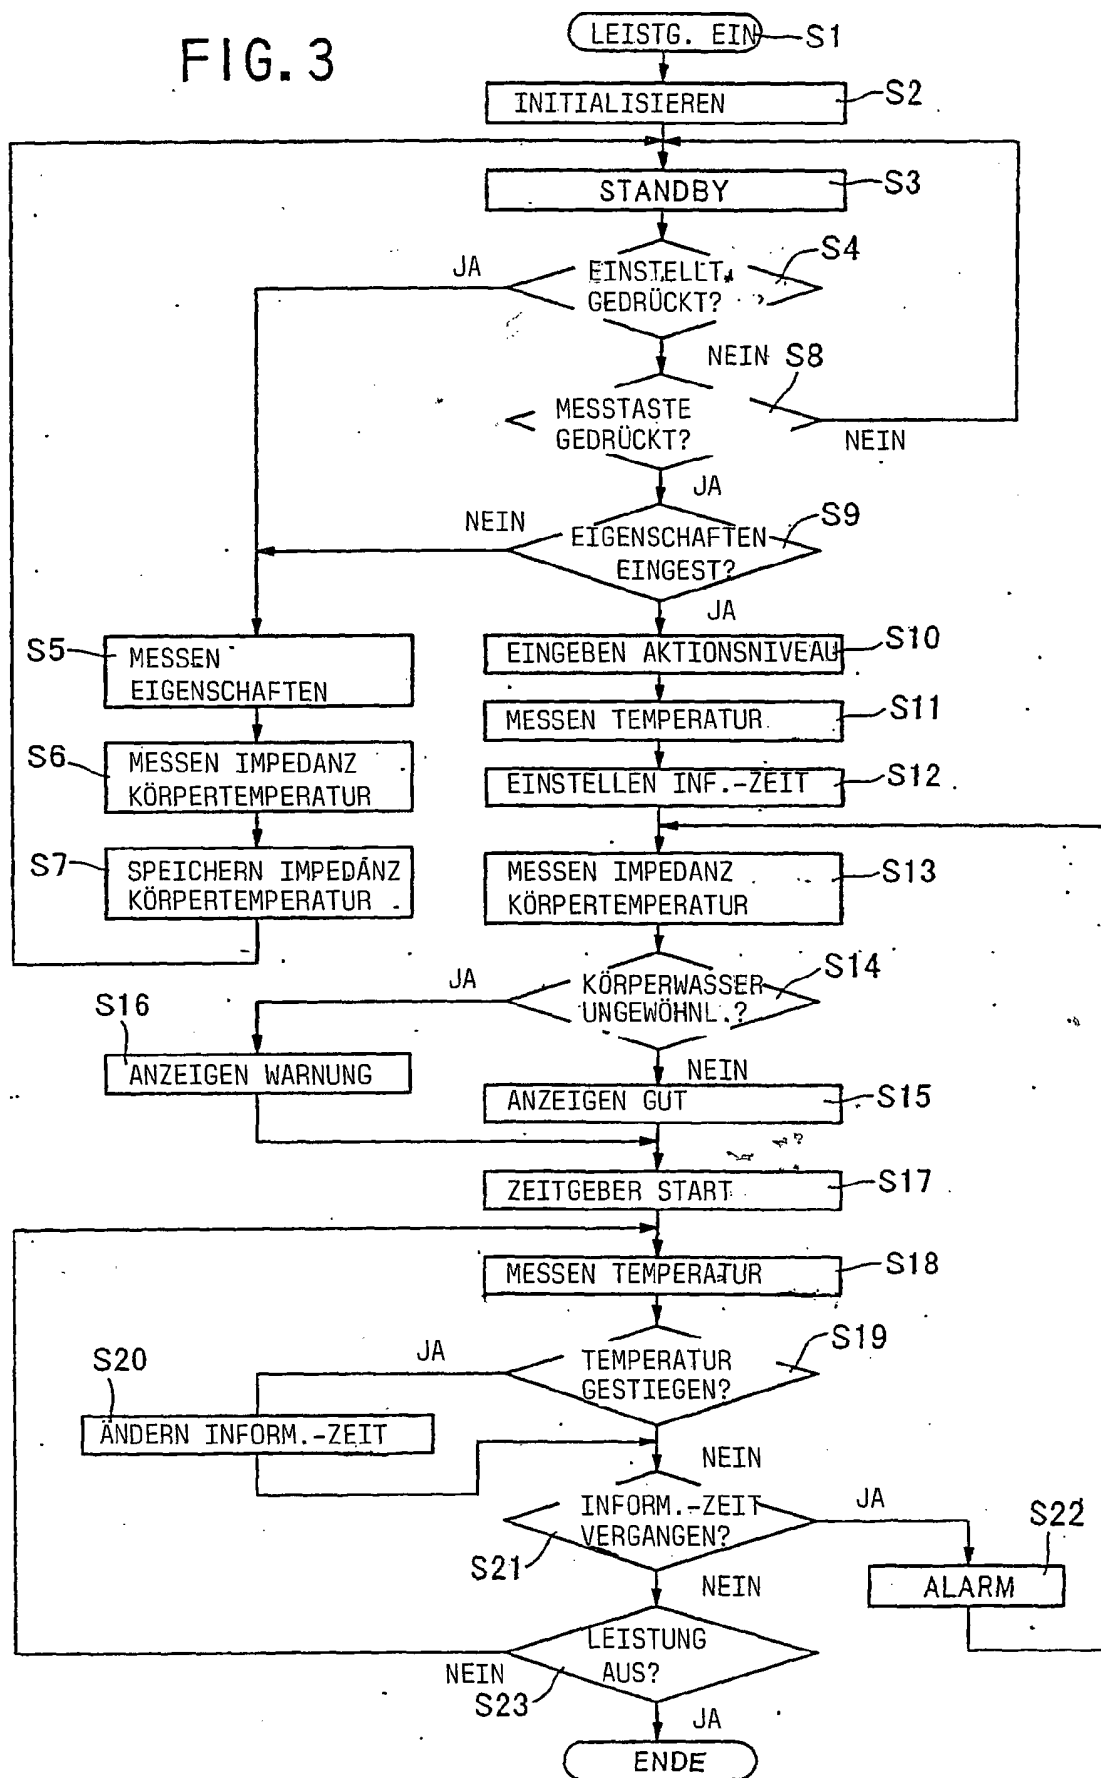 FIG. 3
LEISTG. EIN
S1
INITIALISIEREN
S2
STANDBY
S3
JA
EINSTELLT.
GEDRÜCKT?
S4
NEIN
S8
MESSTASTE
GEDRÜCKT?
NEIN
JA
NEIN
S9
EIGENSCHAFTEN
EINGEST?
JA
S5
MESSEN
EIGENSCHAFTEN
S10
EINGEBEN AKTIONSNIVEAU
S11
MESSEN TEMPERATUR
S6
MESSEN IMPEDANZ
KÖRPERTEMPERATUR
S12
EINSTELLEN INF.-ZEIT
S7
SPEICHERN IMPEDANZ
KÖRPERTEMPERATUR
S13
MESSEN IMPEDANZ
KÖRPERTEMPERATUR
JA
S14
KÖRPERWASSER
UNGEWÖHNL.?
S16
ANZEIGEN WARNUNG
NEIN
ANZEIGEN GUT
S15
ZEITGEBER START
S17
MESSEN TEMPERATUR
S18
S20
JA
TEMPERATUR
GESTIEGEN?
S19
ÄNDERN INFORM.-ZEIT
NEIN
INFORM.-ZEIT
VERGANGEN?
JA
S22
S21
NEIN
ALARM
LEISTUNG
AUS?
NEIN
S23
JA
ENDE